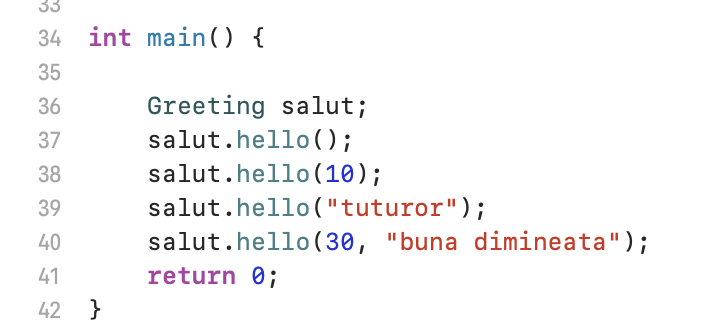 33
34 int main() {
35
36     Greeting salut;
37     salut.hello();
38     salut.hello(10);
39     salut.hello("tuturor");
40     salut.hello(30, "buna dimineata");
41     return 0;
42 }